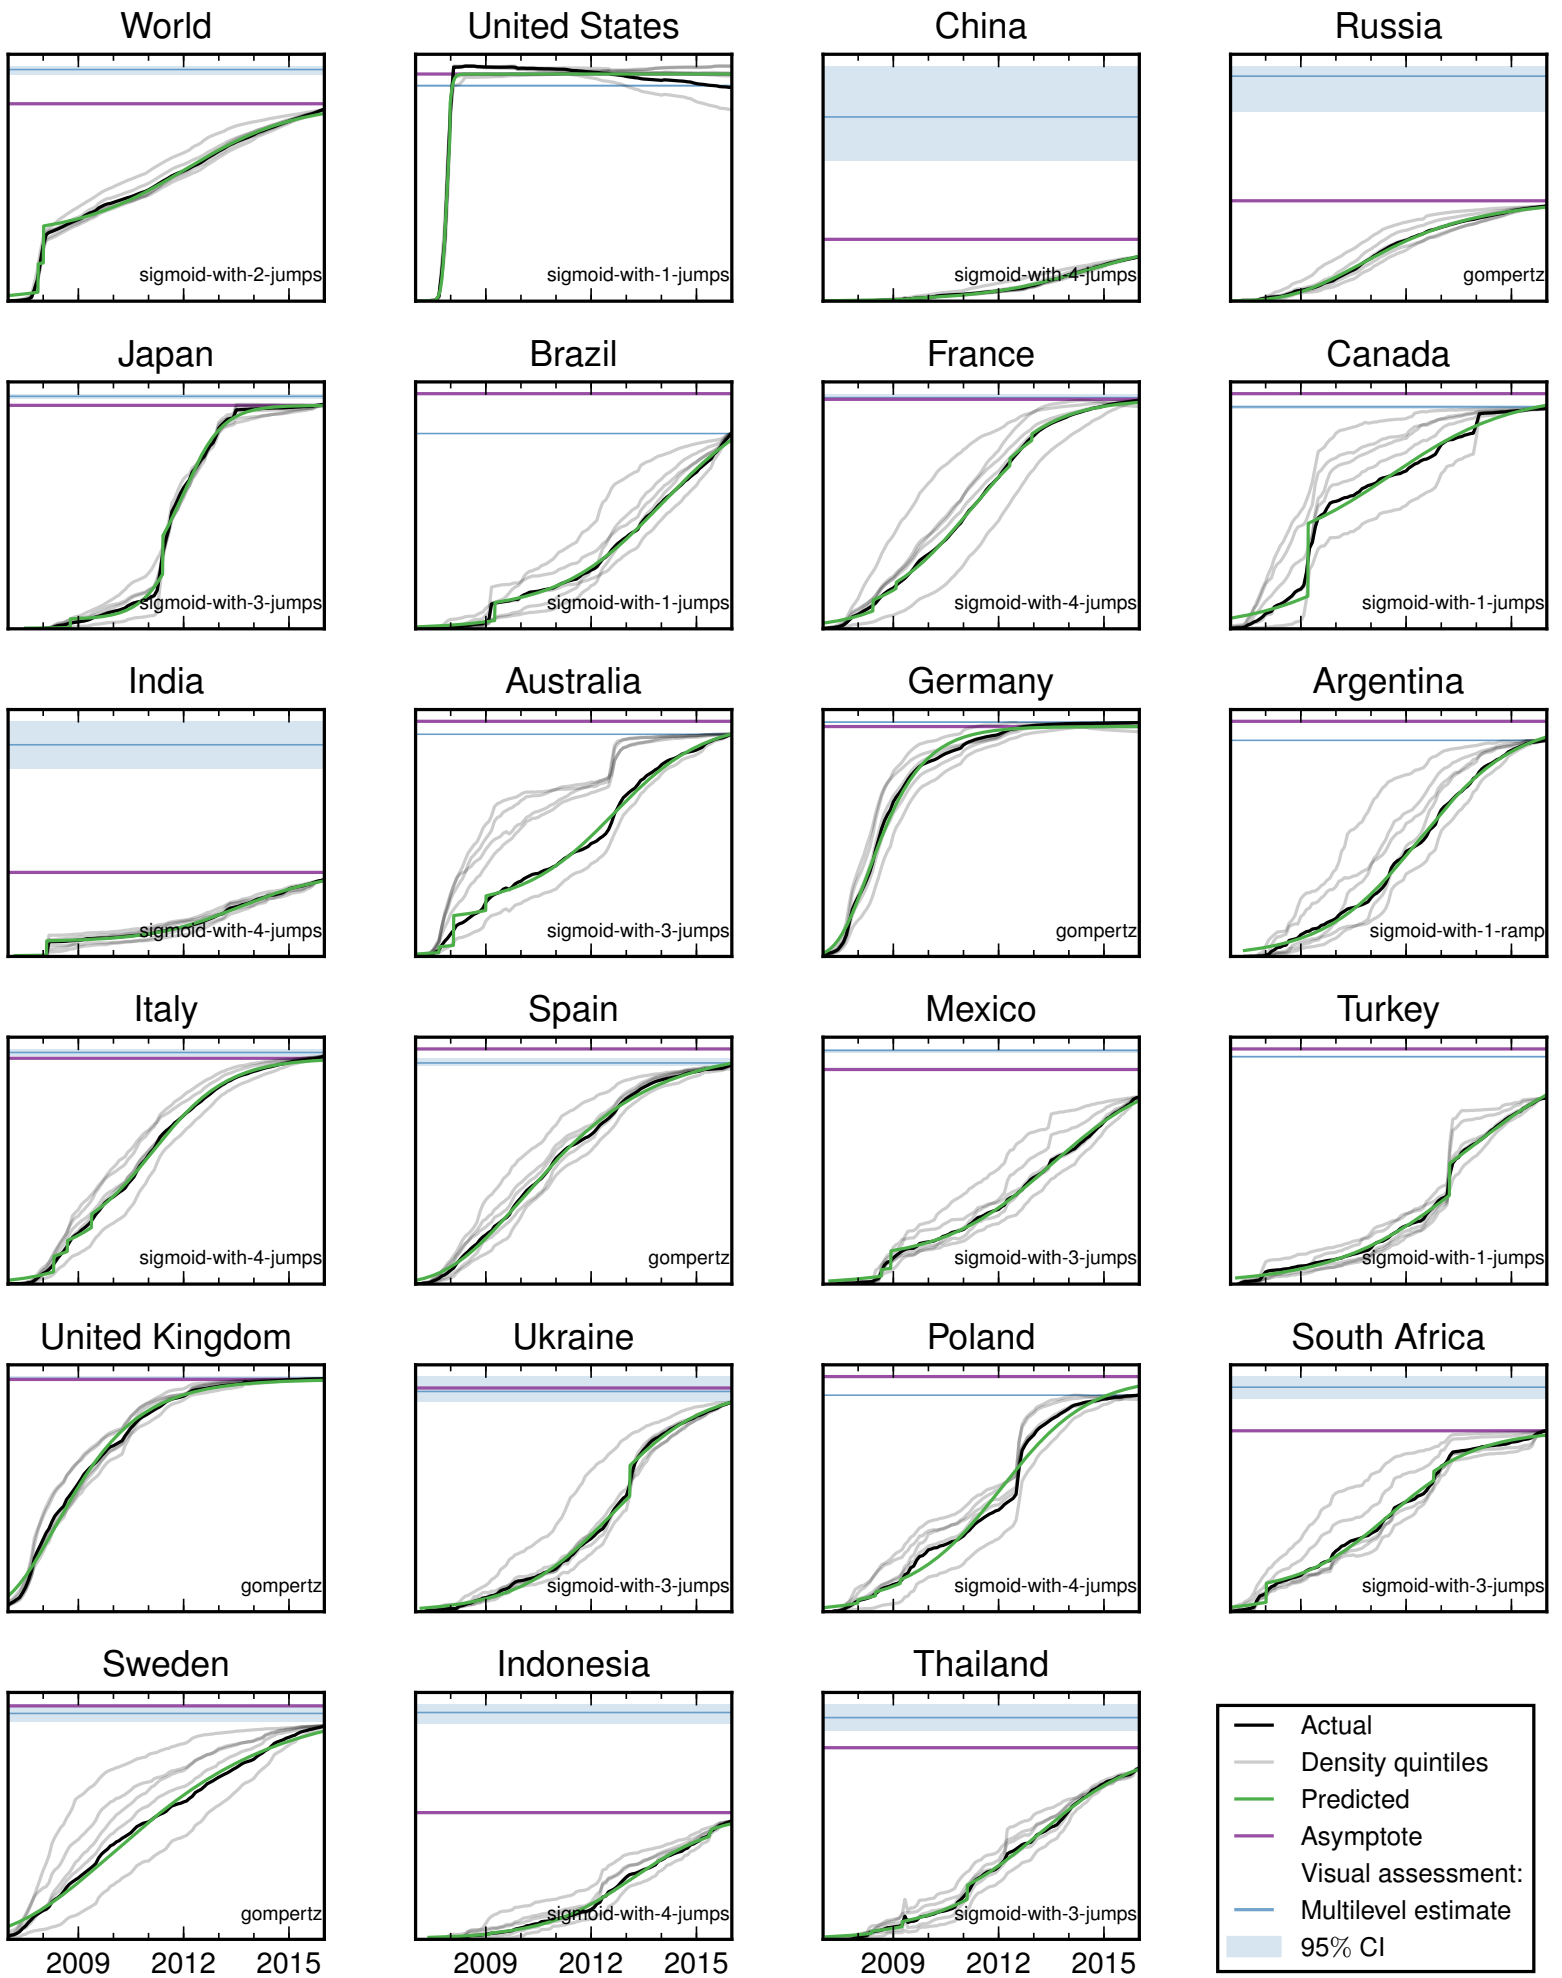 World
United States
China
Russia
sigmoid-with-2-jumps
sigmoid-with-1-jumps
sigmoid-with-4-jumps
gompertz
Japan
Brazil
France
Canada
sigmoid-with-3-jumps
sigmoid-with-1-jumps
sigmoid-with-4-jumps
sigmoid-with-1-jumps
India
Australia
Germany
Argentina
sigmoid-with-4-jumps
sigmoid-with-3-jumps
gompertz
sigmoid-with-1-ramp
Italy
Spain
Mexico
Turkey
sigmoid-with-4-jumps
gompertz
sigmoid-with-3-jumps
sigmoid-with-1-jumps
United Kingdom
Ukraine
Poland
South Africa
gompertz
sigmoid-with-3-jumps
sigmoid-with-4-jumps
sigmoid-with-3-jumps
Sweden
Indonesia
Thailand
gompertz
sigmoid-with-4-jumps
sigmoid-with-3-jumps
2009 2012 2015
2009 2012 2015
2009 2012 2015
Actual
Density quintiles
Predicted
Asymptote
Visual assessment:
Multilevel estimate
95% CI